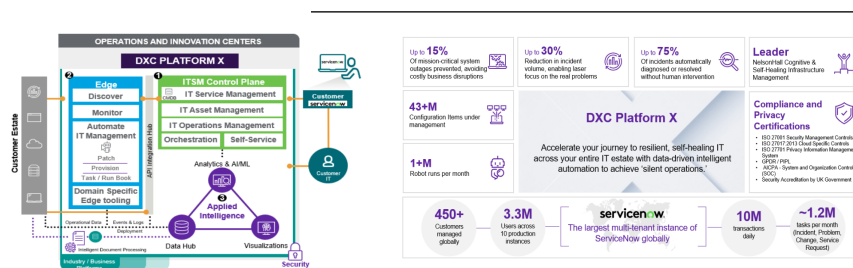 OPERATIONS AND INNOVATION CENTERS
DXC PLATFORM X
Customer Estate
2
Edge
Discover
Monitor
Automate
IT Management
Patch
Provision
Task / Run Book
Domain Specific
Edge tooling
API Integration Hub
1
ITSM Control Plane
CMDB
IT Service Management
IT Asset Management
IT Operations Management
Orchestration
Self-Service
Analytics & AI/ML
3
Applied
Intelligence
Data Hub
Visualizations
Operational Data
Events & Logs
Deployment
Intelligent Document Processing
Industry / Business
Security
servicenow
Customer
servicenow
Customer
IT
Up to 15%
Of mission-critical system
outages prevented, avoiding
costly business disruptions
Up to 30%
Reduction in incident
volume, enabling laser
focus on the real problems
Up to 75%
Of incidents automatically
diagnosed or resolved
without human intervention
Leader
NelsonHall Cognitive &
Self-Healing Infrastructure
Management
43+M
Configuration Items under
management
1+M
Robot runs per month
DXC Platform X
Accelerate your journey to resilient, self-healing IT
across your entire IT estate with data-driven intelligent
automation to achieve ‘silent operations.’
Compliance and
Privacy
Certifications
• ISO 27001 Security Management Controls
• ISO 27017:2013 Cloud Specific Controls
• ISO 27701 Privacy Information Management
System
• GPDR / PIPL
• AICPA - System and Organization Controls
(SOC)
• Security Accreditation by UK Government
450+
Customers
managed
globally
3.3M
Users across
10 production
instances
servicenow.
The largest multi-tenant instance of
ServiceNow globally
10M
transactions
daily
~1.2M
tasks per month
(Incident, Problem,
Change, Service
Request)